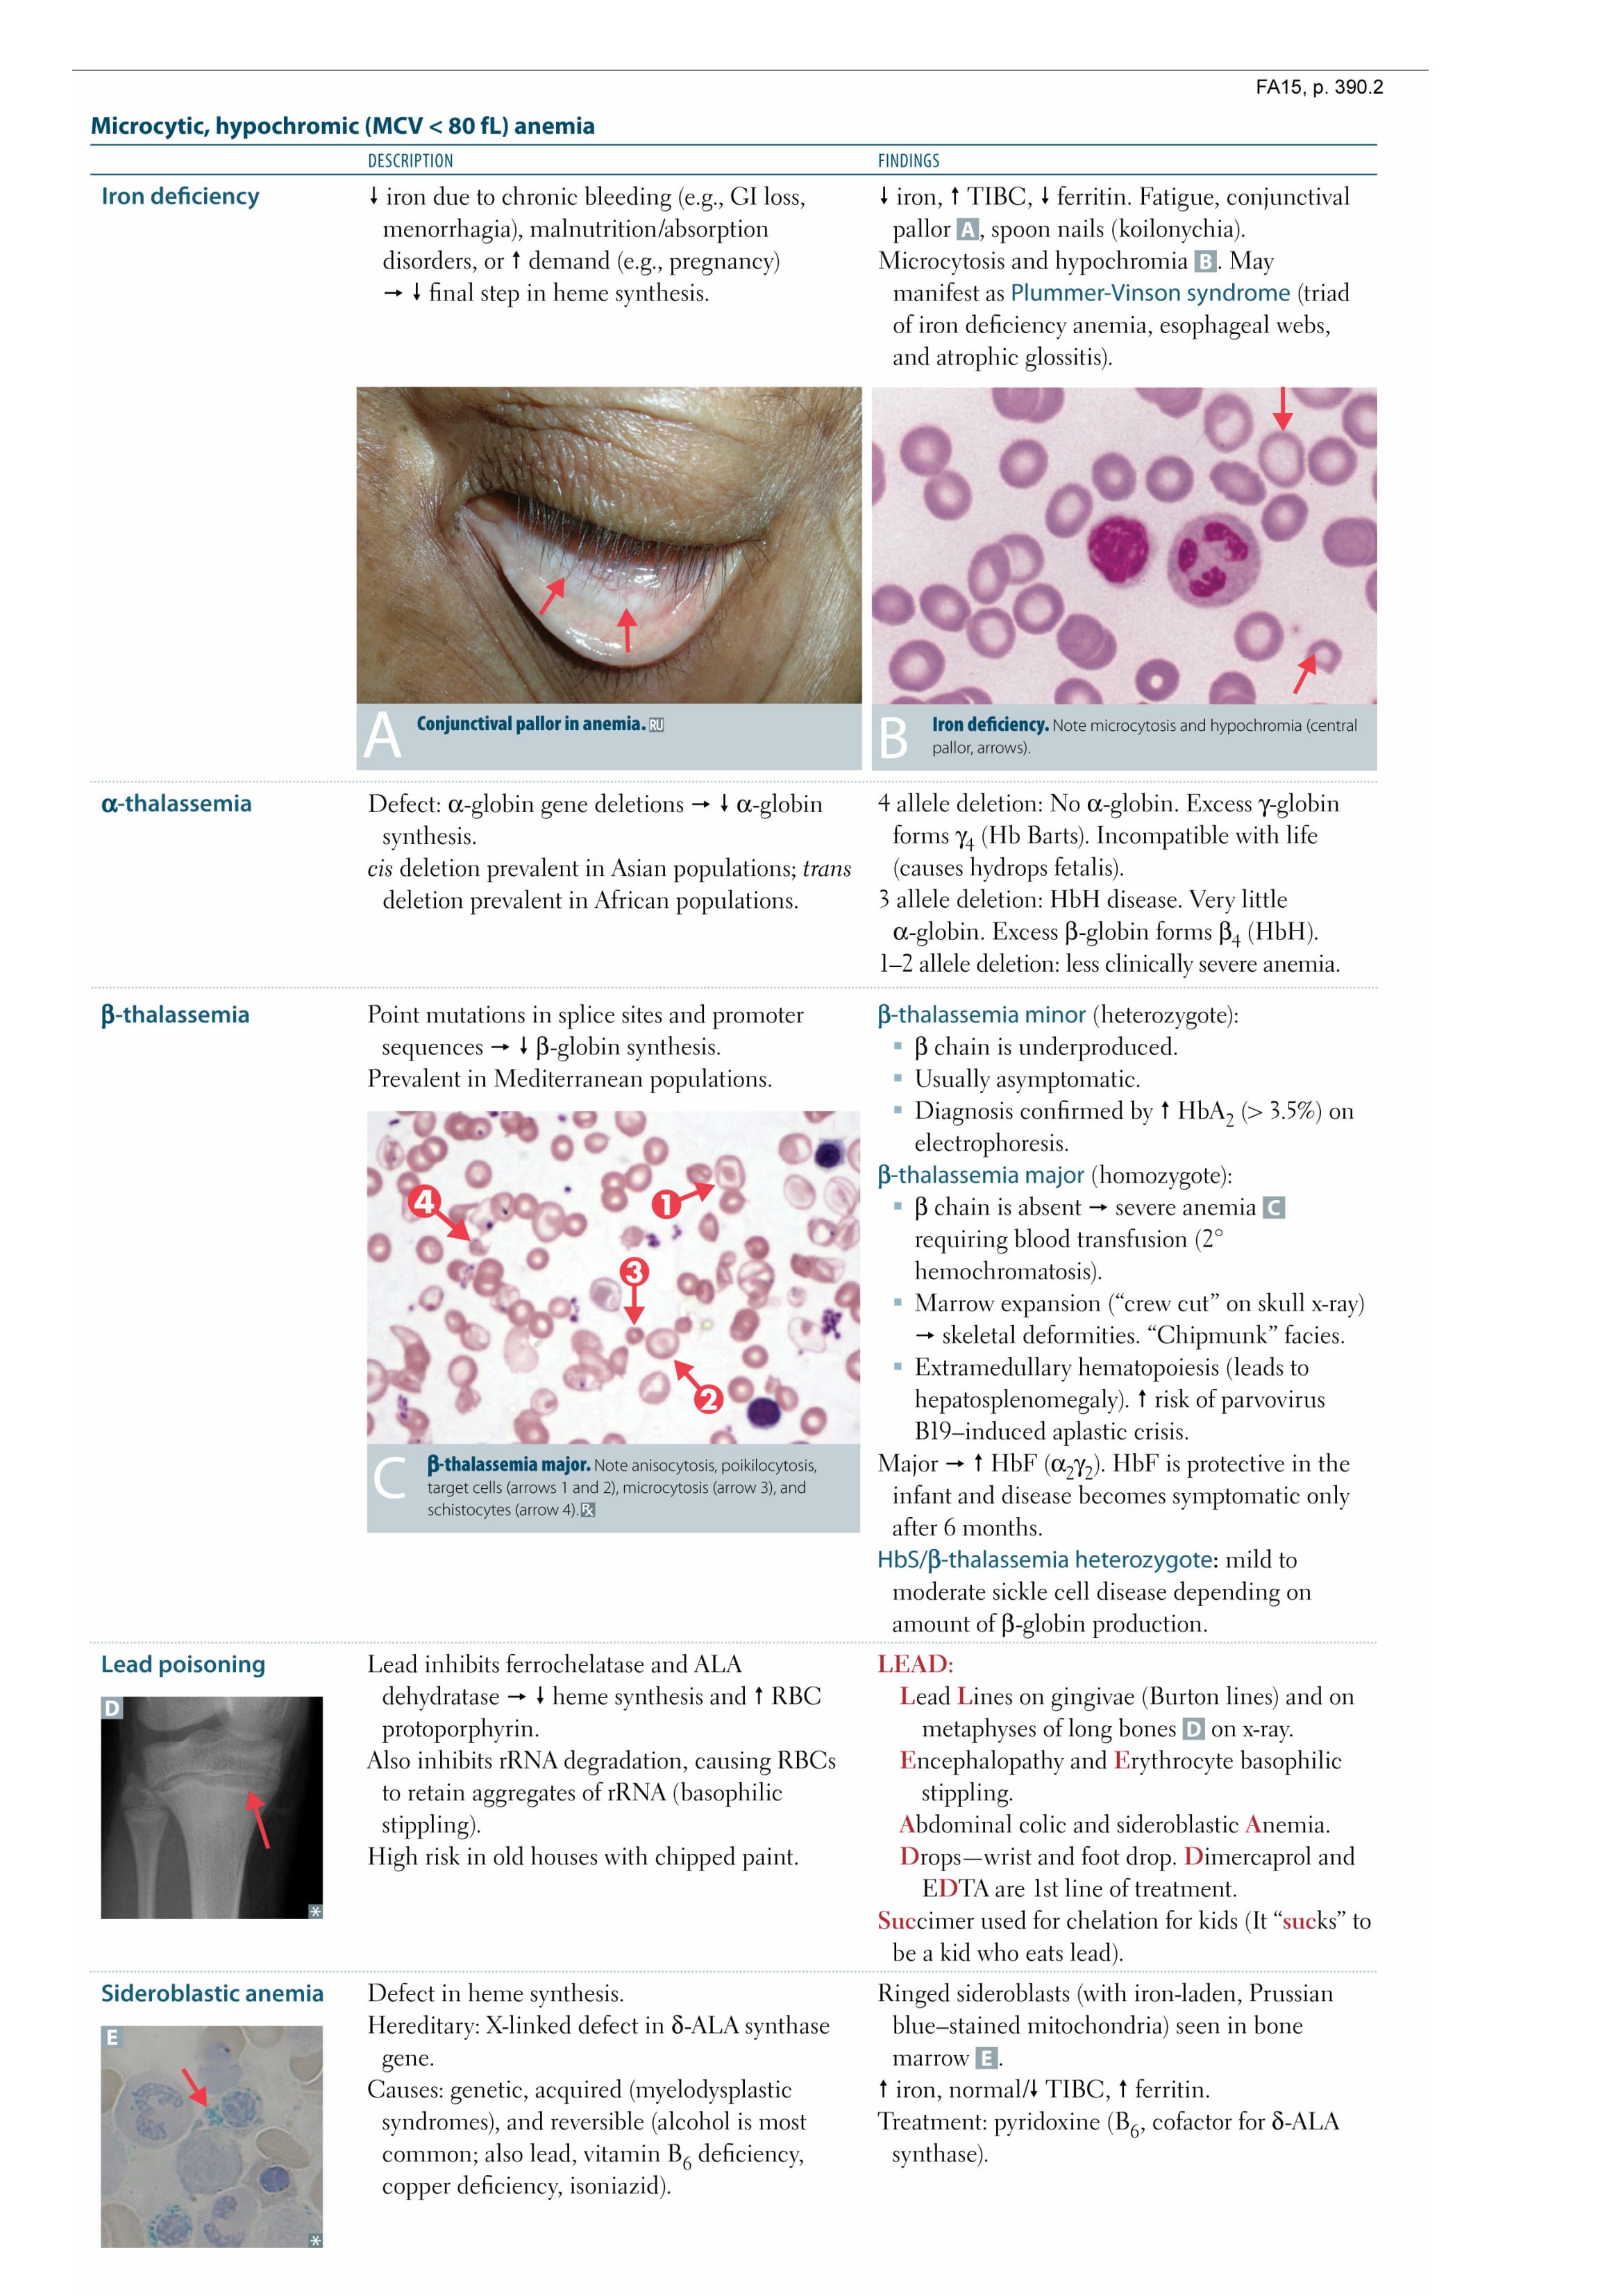 FA15, p. 390.2
Microcytic, hypochromic (MCV < 80 fL) anemia
DESCRIPTION
FINDINGS
Iron deficiency
↓ iron due to chronic bleeding (e.g., GI loss,
menorrhagia), malnutrition/absorption
disorders, or ↑ demand (e.g., pregnancy)
→ ↓ final step in heme synthesis.
↓ iron, ↑ TIBC, ↓ ferritin. Fatigue, conjunctival
pallor A, spoon nails (koilonychia).
Microcytosis and hypochromia B. May
manifest as Plummer-Vinson syndrome (triad
of iron deficiency anemia, esophageal webs,
and atrophic glossitis).
A Conjunctival pallor in anemia. RU
B Iron deficiency. Note microcytosis and hypochromia (central
pallor, arrows).
α-thalassemia
Defect: α-globin gene deletions → ↓ α-globin
synthesis.
cis deletion prevalent in Asian populations; trans
deletion prevalent in African populations.
4 allele deletion: No α-globin. Excess γ-globin
forms γ₄ (Hb Barts). Incompatible with life
(causes hydrops fetalis).
3 allele deletion: HbH disease. Very little
α-globin. Excess β-globin forms β₄ (HbH).
1–2 allele deletion: less clinically severe anemia.
β-thalassemia
Point mutations in splice sites and promoter
sequences → ↓ β-globin synthesis.
Prevalent in Mediterranean populations.
4
1
3
2
C β-thalassemia major. Note anisocytosis, poikilocytosis,
target cells (arrows 1 and 2), microcytosis (arrow 3), and
schistocytes (arrow 4). Rx
β-thalassemia minor (heterozygote):
▪ β chain is underproduced.
▪ Usually asymptomatic.
▪ Diagnosis confirmed by ↑ HbA₂ (> 3.5%) on
electrophoresis.
β-thalassemia major (homozygote):
▪ β chain is absent → severe anemia C
requiring blood transfusion (2°
hemochromatosis).
▪ Marrow expansion (“crew cut” on skull x-ray)
→ skeletal deformities. “Chipmunk” facies.
▪ Extramedullary hematopoiesis (leads to
hepatosplenomegaly). ↑ risk of parvovirus
B19–induced aplastic crisis.
Major → ↑ HbF (α₂γ₂). HbF is protective in the
infant and disease becomes symptomatic only
after 6 months.
HbS/β-thalassemia heterozygote: mild to
moderate sickle cell disease depending on
amount of β-globin production.
Lead poisoning
D
*
Lead inhibits ferrochelatase and ALA
dehydratase → ↓ heme synthesis and ↑ RBC
protoporphyrin.
Also inhibits rRNA degradation, causing RBCs
to retain aggregates of rRNA (basophilic
stippling).
High risk in old houses with chipped paint.
LEAD:
Lead Lines on gingivae (Burton lines) and on
metaphyses of long bones D on x-ray.
Encephalopathy and Erythrocyte basophilic
stippling.
Abdominal colic and sideroblastic Anemia.
Drops—wrist and foot drop. Dimercaprol and
EDTA are 1st line of treatment.
Succimer used for chelation for kids (It “sucks” to
be a kid who eats lead).
Sideroblastic anemia
E
*
Defect in heme synthesis.
Hereditary: X-linked defect in δ-ALA synthase
gene.
Causes: genetic, acquired (myelodysplastic
syndromes), and reversible (alcohol is most
common; also lead, vitamin B₆ deficiency,
copper deficiency, isoniazid).
Ringed sideroblasts (with iron-laden, Prussian
blue–stained mitochondria) seen in bone
marrow E.
↑ iron, normal/↓ TIBC, ↑ ferritin.
Treatment: pyridoxine (B₆, cofactor for δ-ALA
synthase).